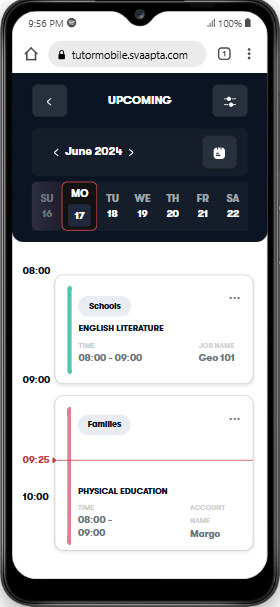 9:56 PM 100%
tutormobile.svaapta.com 1
UPCOMING
June 2024
SU MO TU WE TH FR SA
16 17 18 19 20 21 22
08:00
Schools
ENGLISH LITERATURE
TIME JOB NAME
08:00 - 09:00 Geo 101
09:00
Families
09:25
10:00
PHYSICAL EDUCATION
TIME ACCOUNT
NAME
08:00 -
09:00 Margo